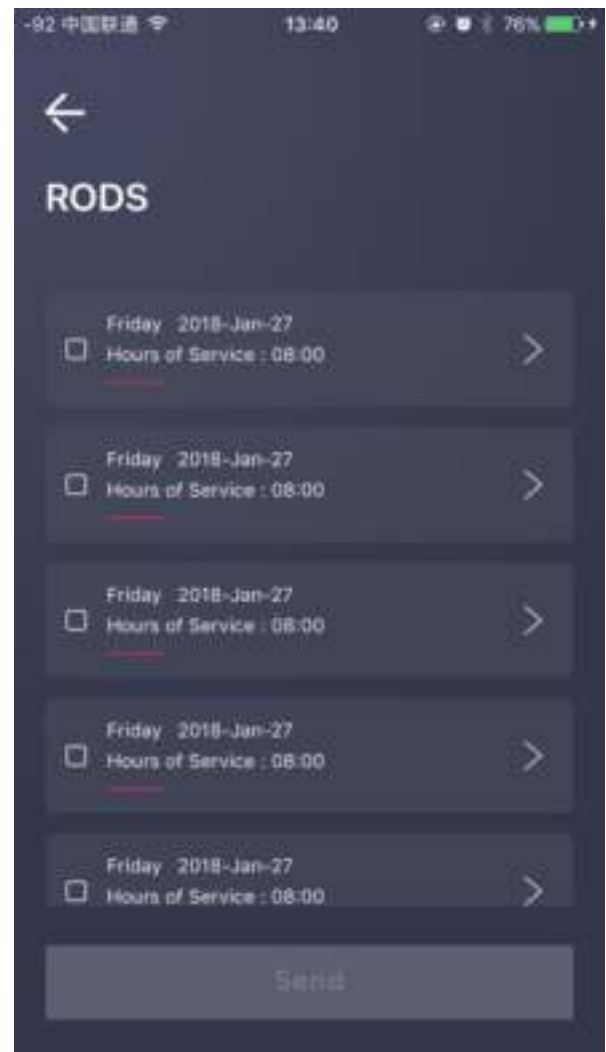 -92 中国联通 13:40 76%
RODS
Friday 2018-Jan-27
Hours of Service : 08:00
Friday 2018-Jan-27
Hours of Service : 08:00
Friday 2018-Jan-27
Hours of Service : 08:00
Friday 2018-Jan-27
Hours of Service : 08:00
Friday 2018-Jan-27
Hours of Service : 08:00
Send